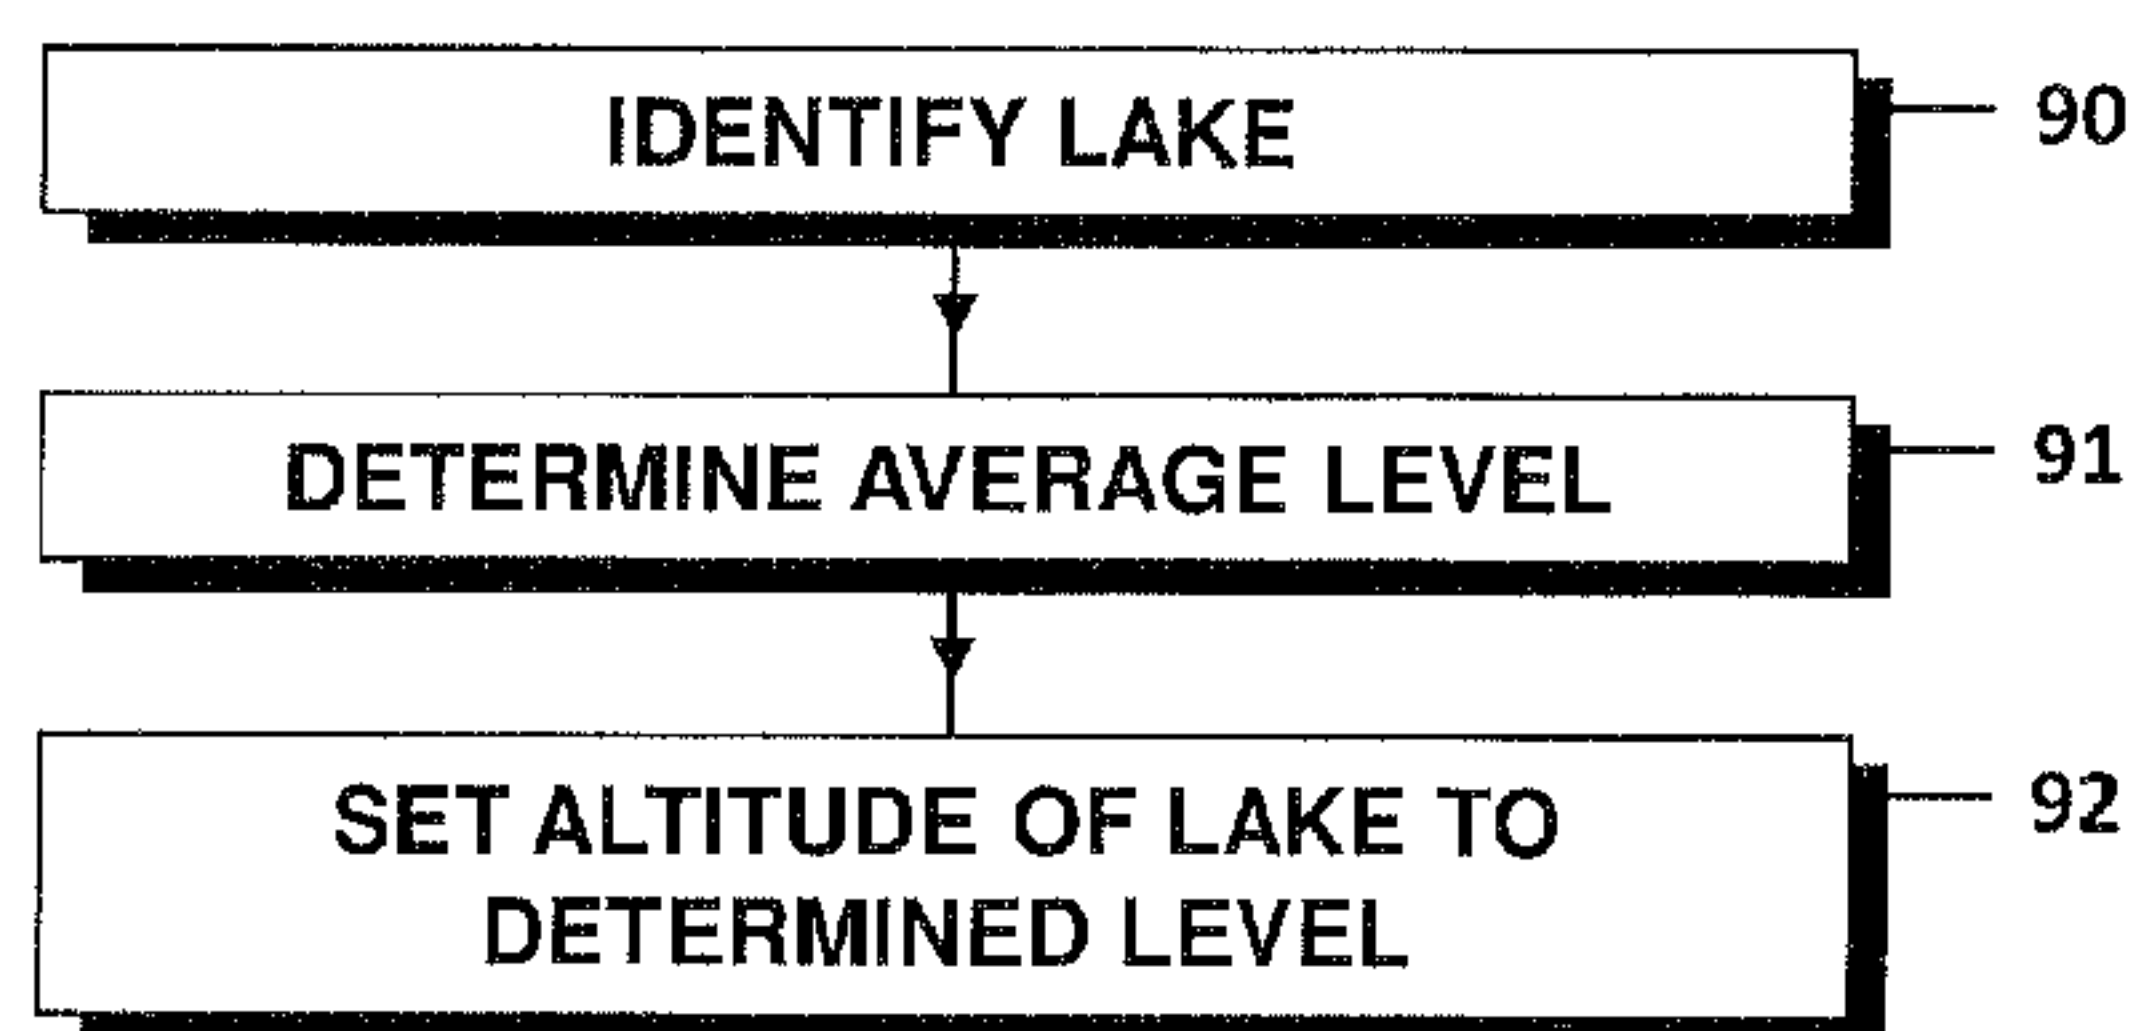 IDENTIFY LAKE
90
DETERMINE AVERAGE LEVEL
91
SET ALTITUDE OF LAKE TO
DETERMINED LEVEL
92